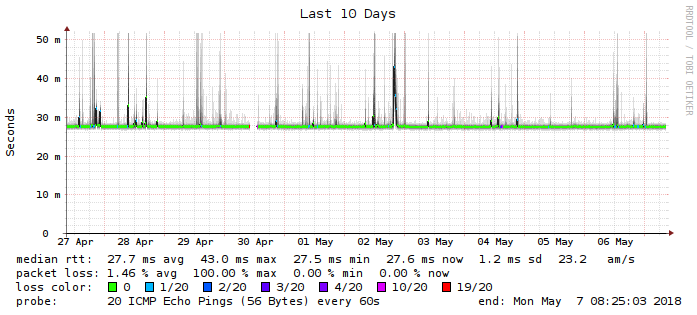 Last 10 Days
RRDTOOL / TOBI OETIKER
Seconds
50 m
40 m
30 m
20 m
10 m
0
27 Apr 28 Apr 29 Apr 30 Apr 01 May 02 May 03 May 04 May 05 May 06 May
median rtt: 27.7 ms avg 43.0 ms max 27.5 ms min 27.6 ms now 1.2 ms sd 23.2 am/s
packet loss: 1.46 % avg 100.00 % max 0.00 % min 0.00 % now
loss color: 0 1/20 2/20 3/20 4/20 10/20 19/20
probe: 20 ICMP Echo Pings (56 Bytes) every 60s end: Mon May 7 08:25:03 2018